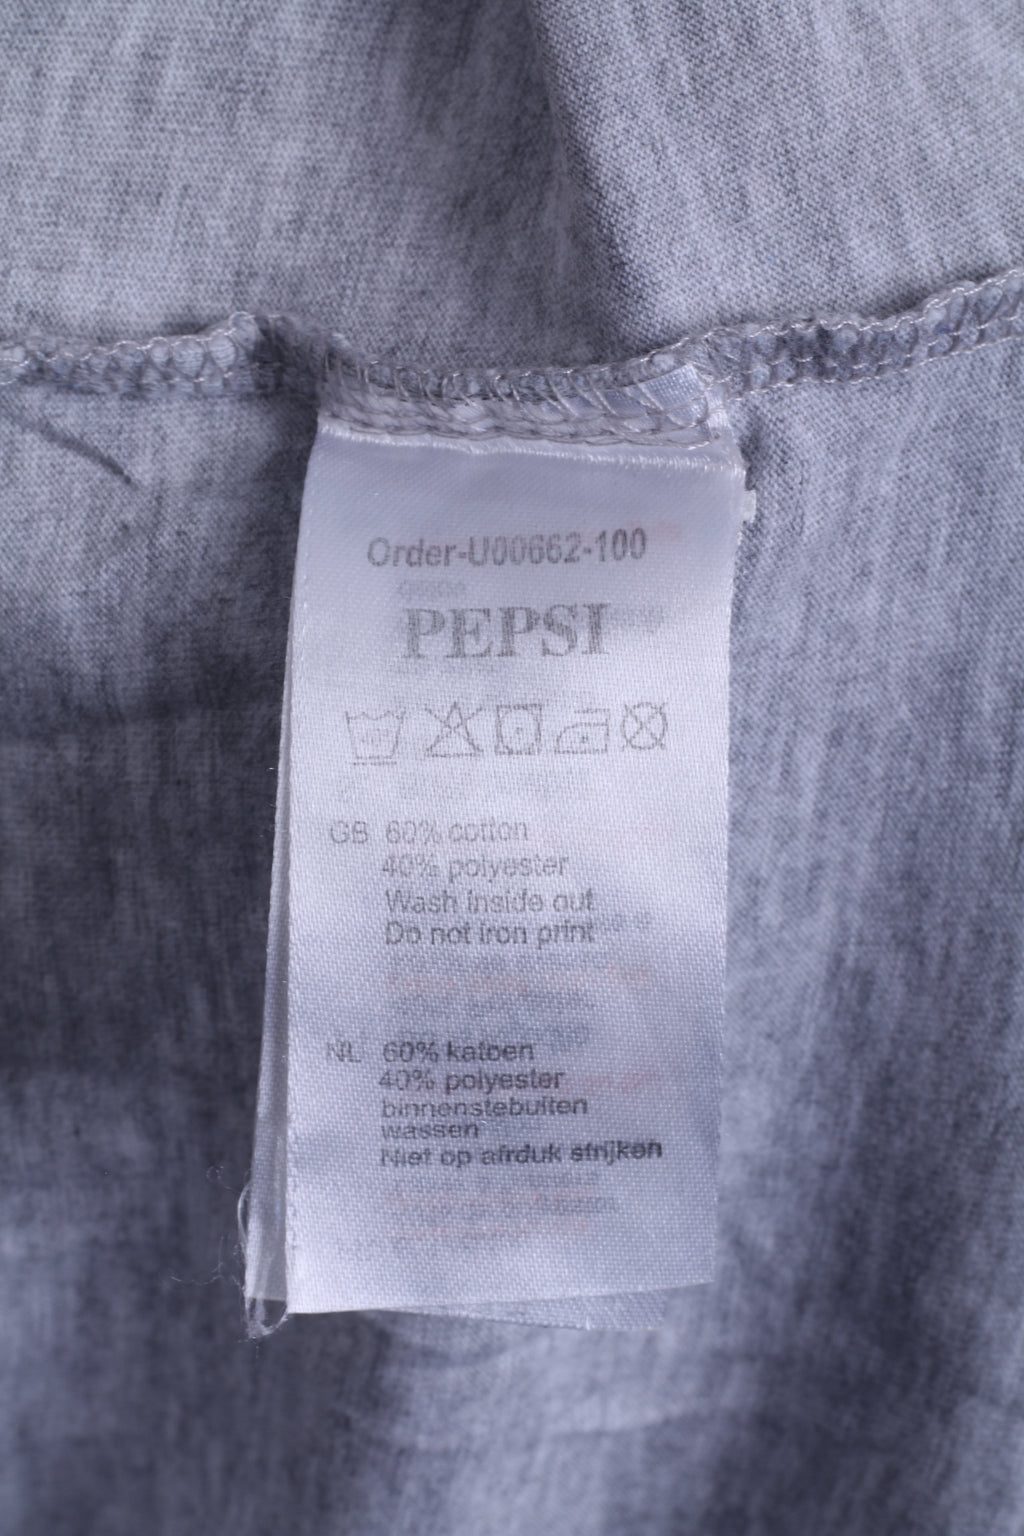 Order-U00662-100
PEPSI
GB 60% cotton
40% polyester
Wash inside out
Do not iron print
NL 60% katoen
40% polyester
binnenstebuiten
wassen
Niet op afrduk strijken